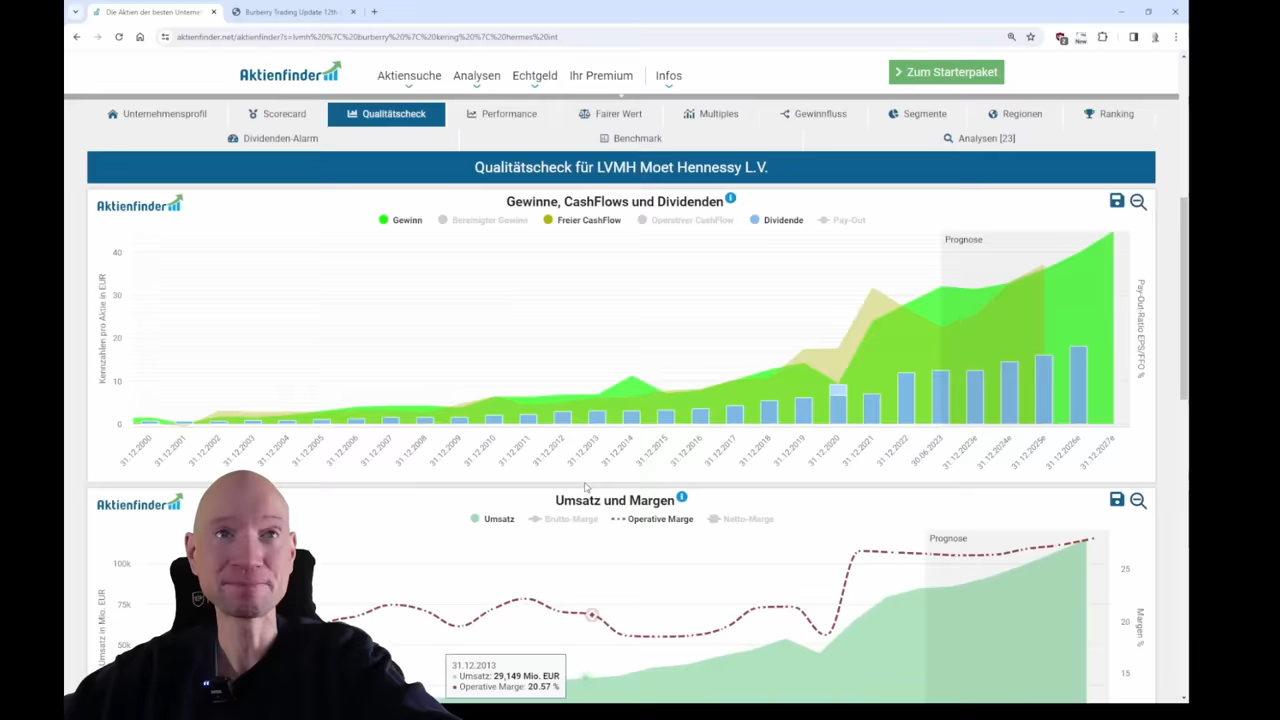 Die Aktien der besten Unterne
Burberry Trading Update 12th
aktienfinder.net/aktienfinder?s=lvmh%20%7C%20burberry%20%7C%20kering%20%7C%20hermes%20int
New
Aktienfinder
Aktiensuche
Analysen
Echtgeld
Ihr Premium
Infos
Zum Starterpaket
Unternehmensprofil
Scorecard
Qualitätscheck
Performance
Fairer Wert
Multiples
Gewinnfluss
Segmente
Regionen
Ranking
Dividenden-Alarm
Benchmark
Analysen [23]
Qualitätscheck für LVMH Moet Hennessy L.V.
Aktienfinder
Gewinne, CashFlows und Dividenden
Gewinn
Bereinigter Gewinn
Freier CashFlow
Operativer CashFlow
Dividende
Pay-Out
Prognose
Kennzahlen pro Aktie in EUR
40
30
20
10
0
Pay-Out-Ratio EPS/FFO %
31.12.2000
31.12.2001
31.12.2002
31.12.2003
31.12.2004
31.12.2005
31.12.2006
31.12.2007
31.12.2008
31.12.2009
31.12.2010
31.12.2011
31.12.2012
31.12.2013
31.12.2014
31.12.2015
31.12.2016
31.12.2017
31.12.2018
31.12.2019
31.12.2020
31.12.2021
31.12.2022
30.06.2023
31.12.2023e
31.12.2024e
31.12.2025e
31.12.2026e
31.12.2027e
Aktienfinder
Umsatz und Margen
Umsatz
Brutto-Marge
Operative Marge
Netto-Marge
Prognose
Umsatz in Mio. EUR
100k
75k
50k
25
20
15
Margen %
31.12.2013
Umsatz: 29,149 Mio. EUR
Operative Marge: 20.57 %